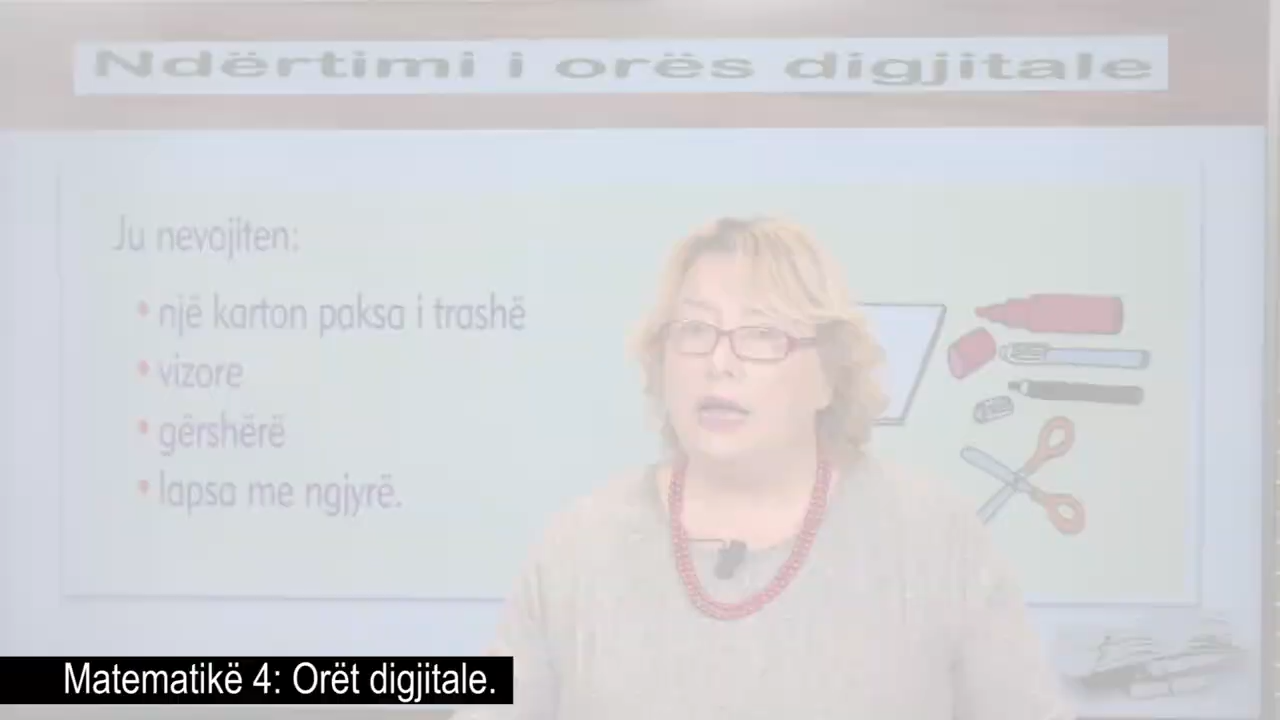 Ndërtimi i orës digjitale
Ju nevojiten:
• një karton paksa i trashë
• vizore
• gërshërë
• lapsa me ngjyrë.
Matematikë 4: Orët digjitale.